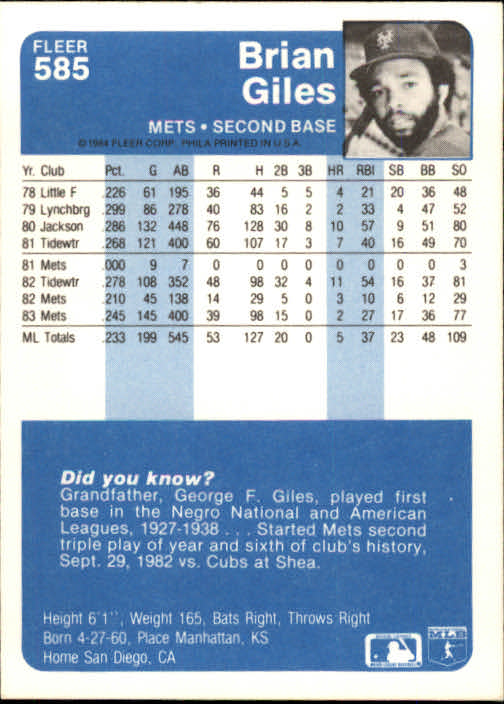 FLEER
585
Brian
Giles
METS • SECOND BASE
©1984 FLEER CORP. PHILA PRINTED IN U.S.A.
Yr. Club Pct. G AB R H 2B 3B HR RBI SB BB SO
78 Little F .226 61 195 36 44 5 5 4 21 20 36 48
79 Lynchbrg .299 86 278 40 83 16 2 2 33 4 47 52
80 Jackson .286 132 448 76 128 30 8 10 57 9 51 80
81 Tidewtr .268 121 400 60 107 17 3 7 40 16 49 70
81 Mets .000 9 7 0 0 0 0 0 0 0 0 3
82 Tidewtr .278 108 352 48 98 32 4 11 54 16 37 81
82 Mets .210 45 138 14 29 5 0 3 10 6 12 29
83 Mets .245 145 400 39 98 15 0 2 27 17 36 77
ML Totals .233 199 545 53 127 20 0 5 37 23 48 109
Did you know?
Grandfather, George F. Giles, played first
base in the Negro National and American
Leagues, 1927-1938 . . . Started Mets second
triple play of year and sixth of club's history,
Sept. 29, 1982 vs. Cubs at Shea.
Height 6'1'', Weight 165, Bats Right, Throws Right
Born 4-27-60, Place Manhattan, KS
Home San Diego, CA